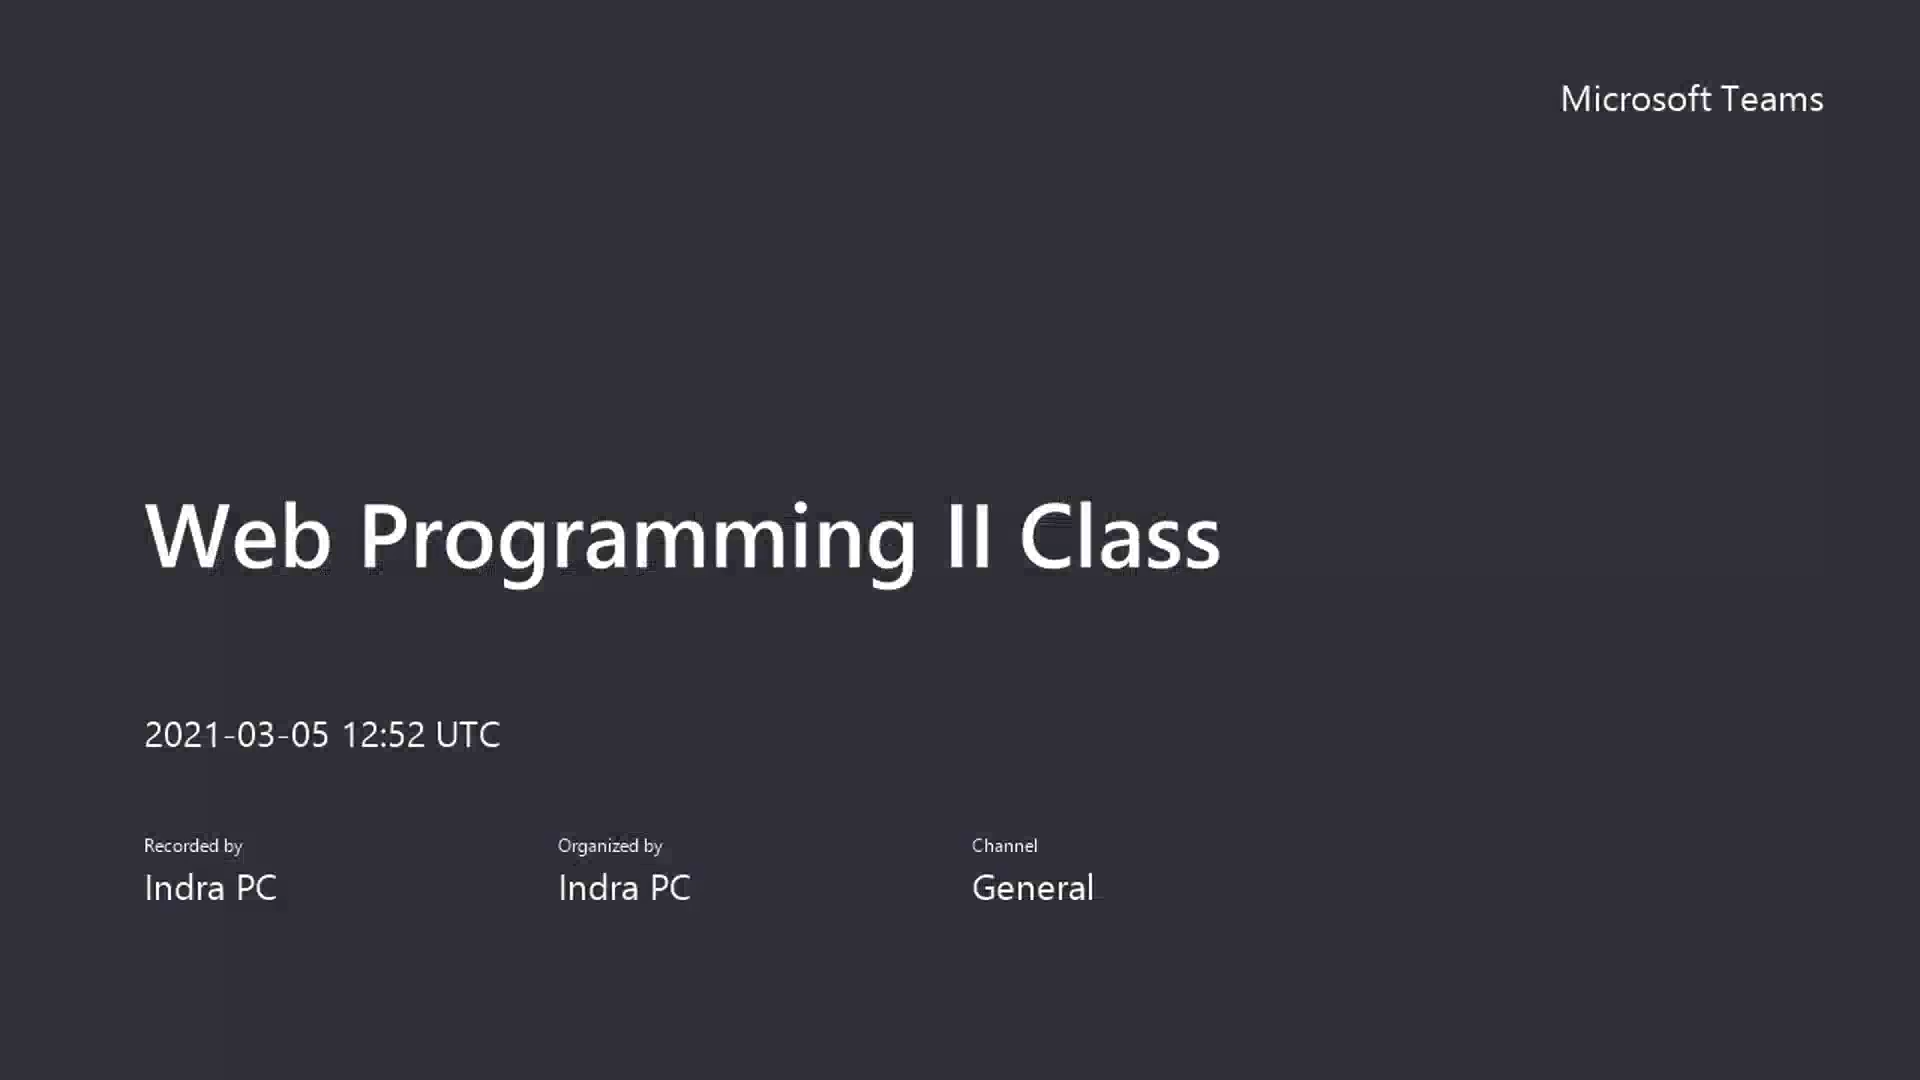 Microsoft Teams
Web Programming II Class
2021-03-05 12:52 UTC
Recorded by
Indra PC
Organized by
Indra PC
Channel
General